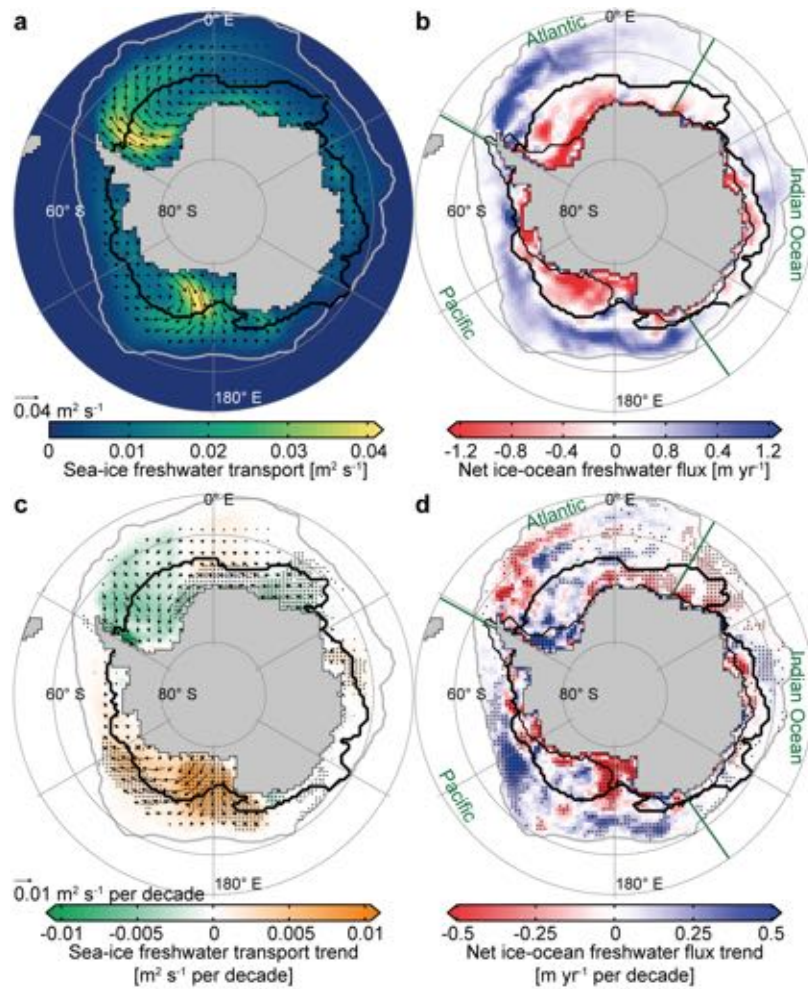 a
0° E
60° S
80° S
180° E
0.04 m² s⁻¹
0 0.01 0.02 0.03 0.04
Sea-ice freshwater transport [m² s⁻¹]
b
0° E
Atlantic
Indian Ocean
Pacific
60° S
80° S
180° E
-1.2 -0.8 -0.4 0 0.8 0.4 1.2
Net ice-ocean freshwater flux [m yr⁻¹]
c
0° E
60° S
80° S
180° E
0.01 m² s⁻¹ per decade
-0.01 -0.005 0 0.005 0.01
Sea-ice freshwater transport trend
[m² s⁻¹ per decade]
d
0° E
Atlantic
Indian Ocean
Pacific
60° S
80° S
180° E
-0.5 -0.25 0 0.25 0.5
Net ice-ocean freshwater flux trend
[m yr⁻¹ per decade]